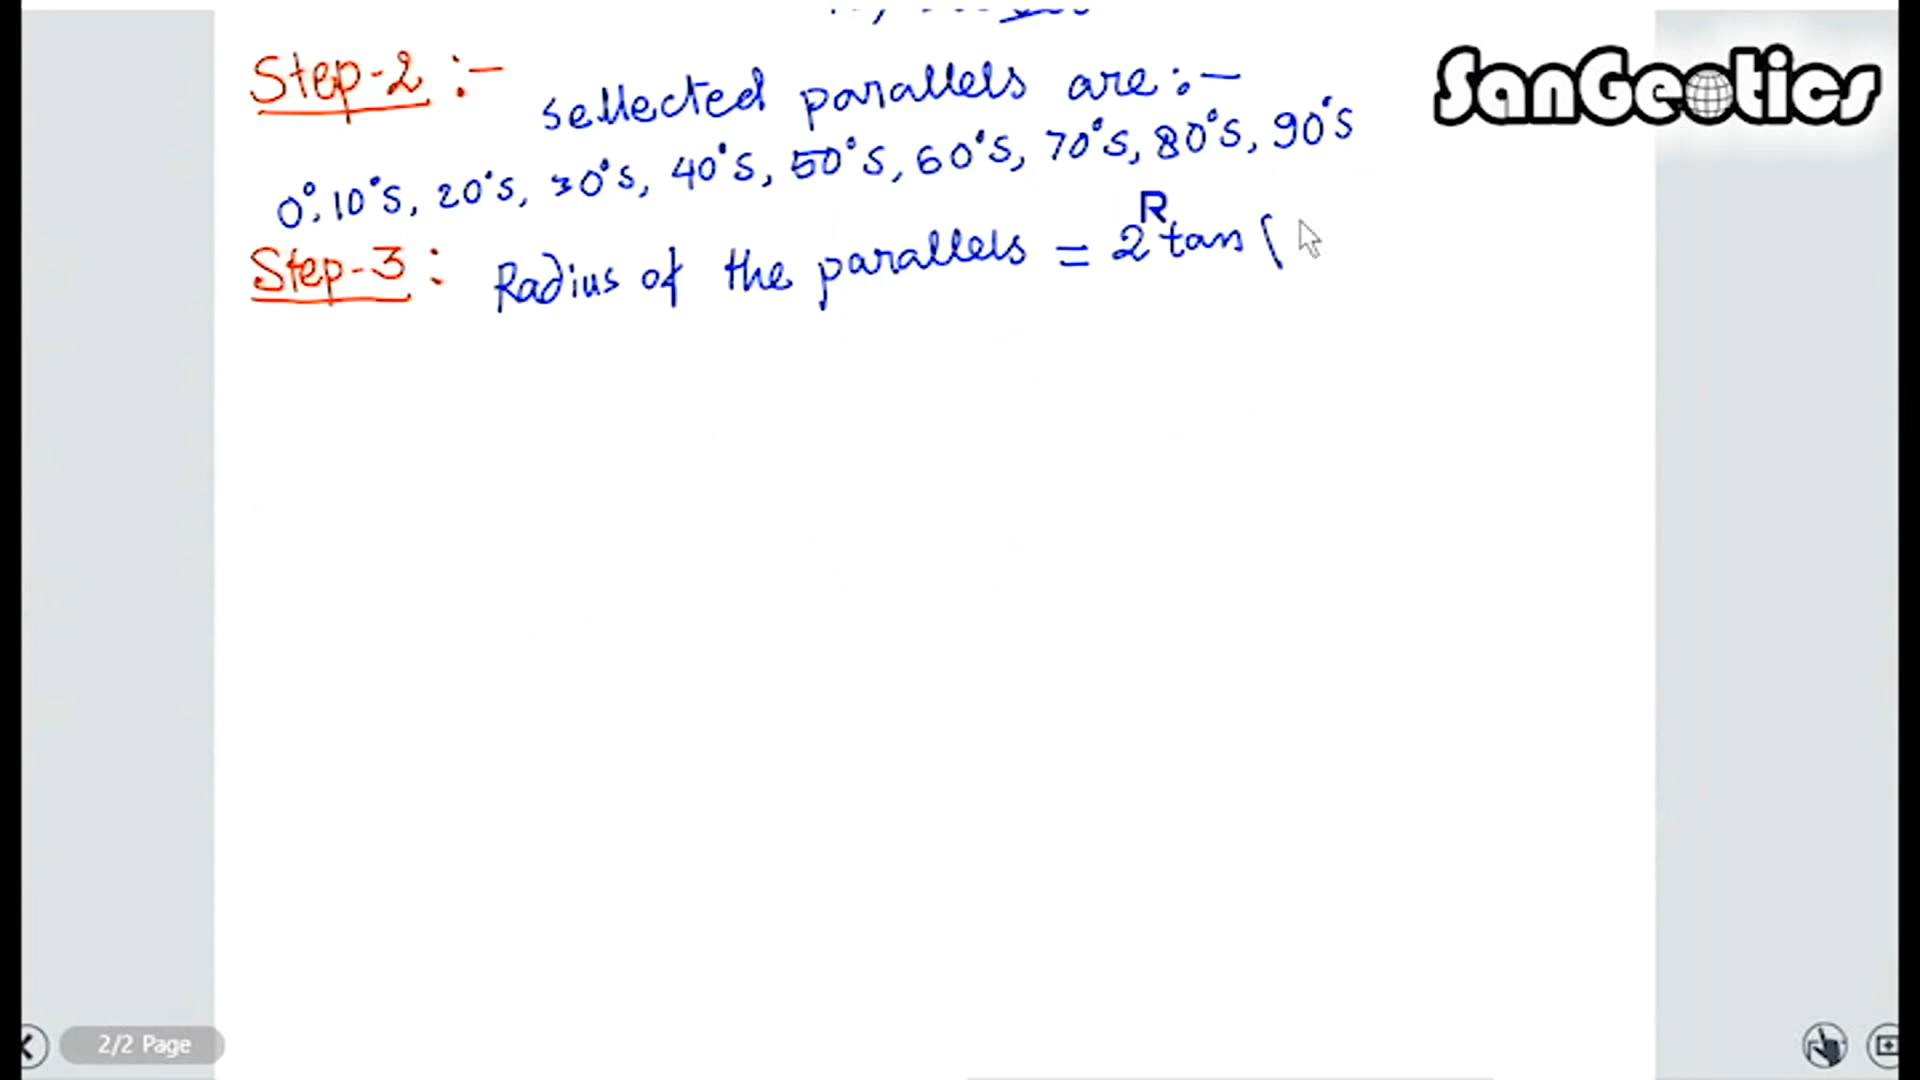 SanGeotics
Step-2 :-
sellected parallels are :-
0°, 10°S, 20°S, 30°S, 40°S, 50°S, 60°S, 70°S, 80°S, 90°S
Step-3 : Radius of the parallels = 2 R tan (
2/2 Page